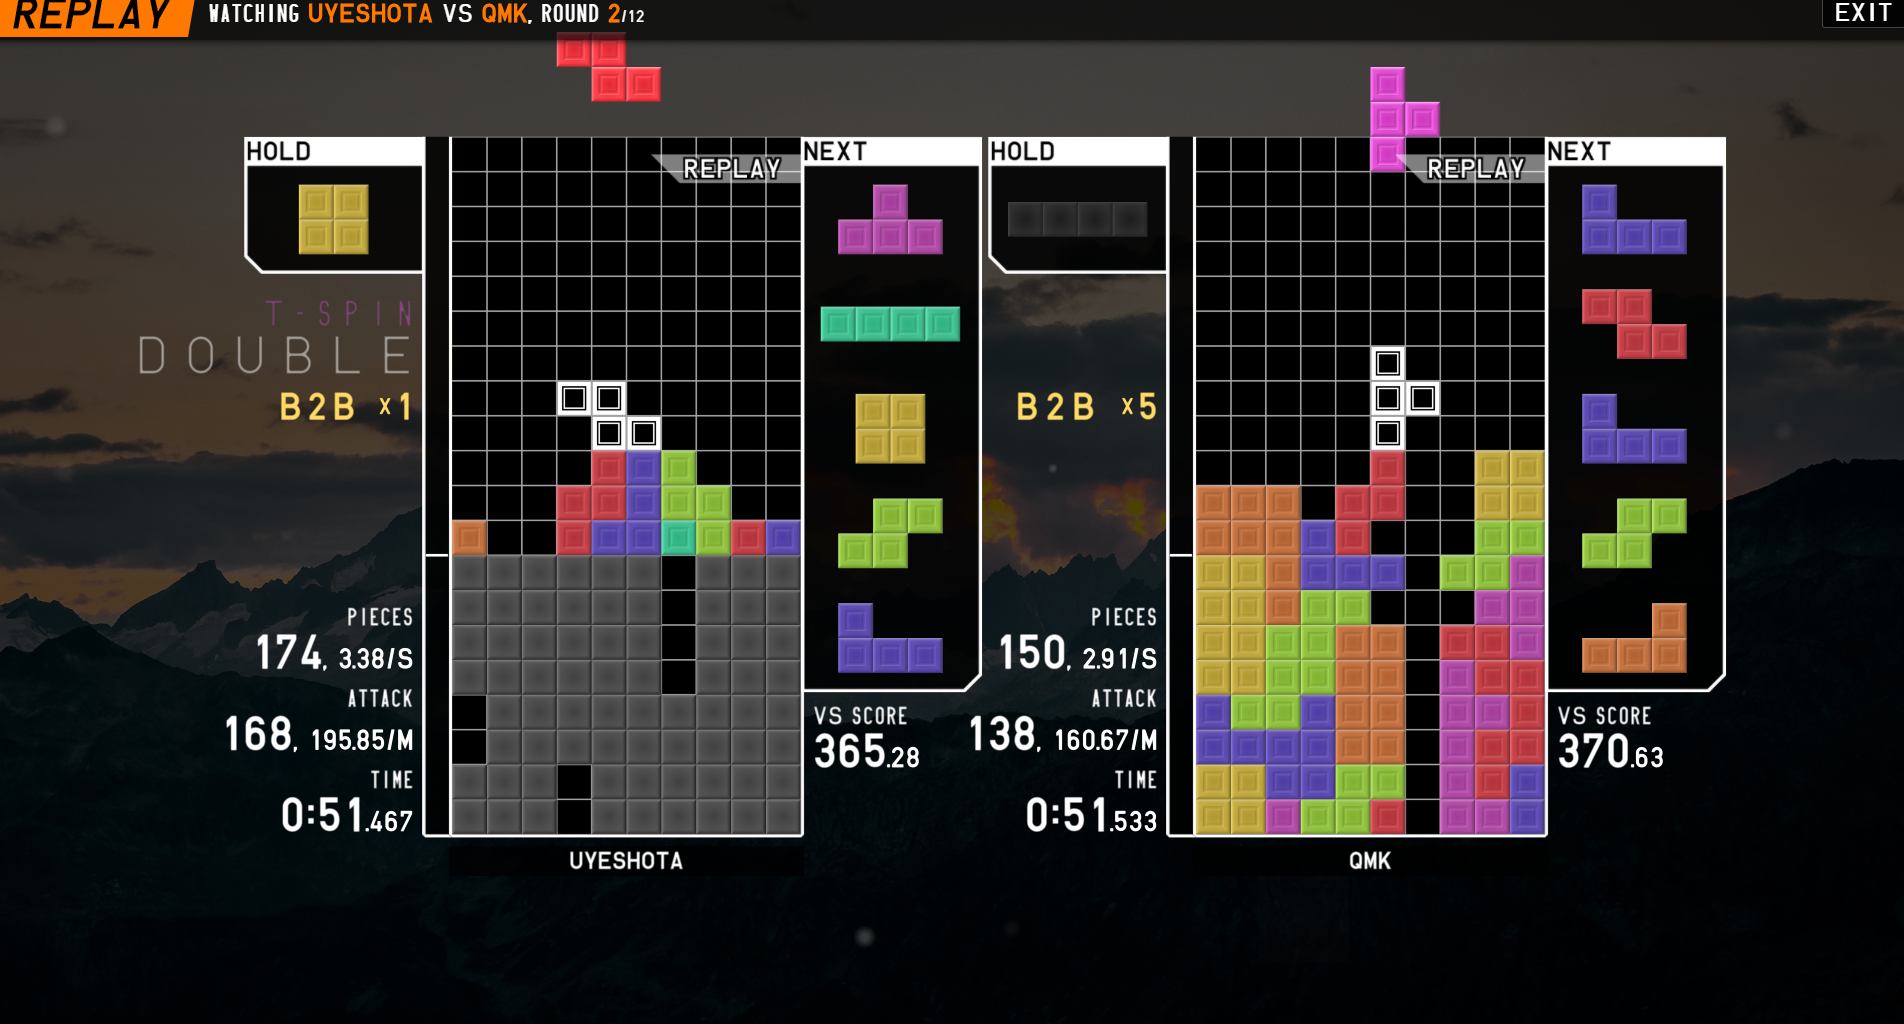 REPLAY
WATCHING UYESHOTA VS QMK, ROUND 2/12
EXIT
HOLD
REPLAY
NEXT
T-SPIN
DOUBLE
B2B ×1
PIECES
174, 3.38/S
ATTACK
168, 195.85/M
TIME
0:51.467
VS SCORE
365.28
UYESHOTA
HOLD
REPLAY
NEXT
B2B ×5
PIECES
150, 2.91/S
ATTACK
138, 160.67/M
TIME
0:51.533
VS SCORE
370.63
QMK